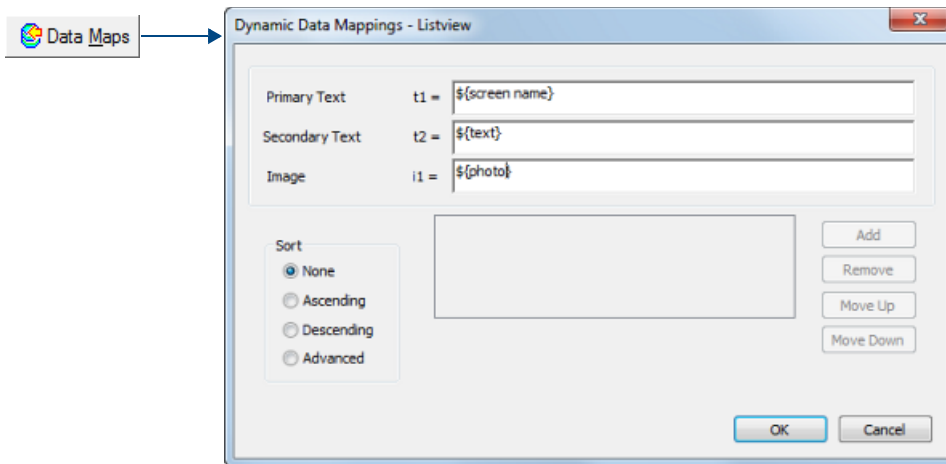 Data Maps
Dynamic Data Mappings - Listview
Primary Text t1 = ${screen name}
Secondary Text t2 = ${text}
Image i1 = ${photo}
Sort
None
Ascending
Descending
Advanced
Add
Remove
Move Up
Move Down
OK Cancel